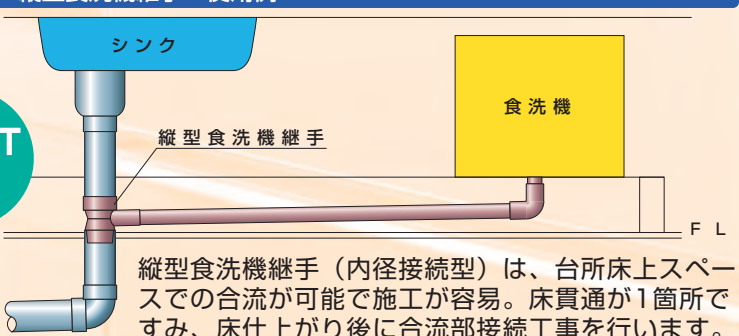 シンク
食洗機
T
縦型食洗機継手
FL
縦型食洗機継手（内径接続型）は、台所床上スペー
スでの合流が可能で施工が容易。床貫通が1箇所で
すみ、床仕上がり後に合流部接続工事を行います。